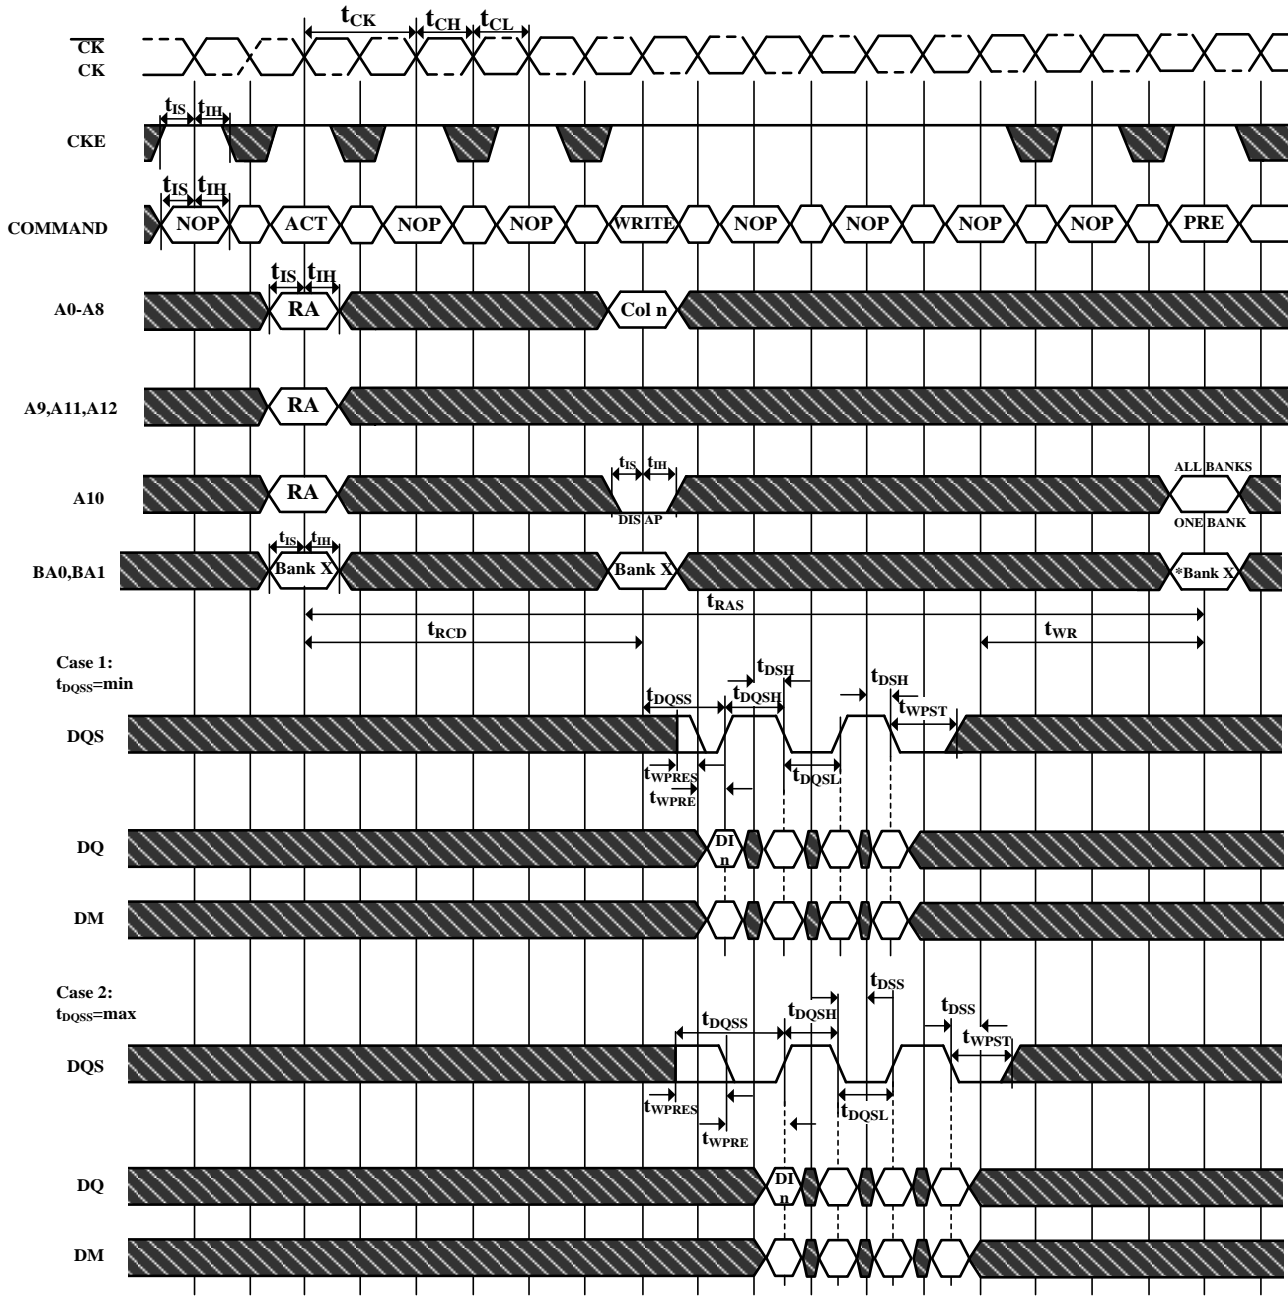 tCK tCH tCL
CK
CK
tIS tIH
CKE
tIS tIH
COMMAND NOP ACT NOP NOP WRITE NOP NOP NOP NOP PRE
tIS tIH
A0-A8 RA Col n
A9,A11,A12 RA
tIS tIH ALL BANKS
A10 RA
DIS AP ONE BANK
tIS tIH
BA0,BA1 Bank X Bank X *Bank X
tRAS
tRCD tWR
Case 1:
tDQSS=min
tDSH tDSH
tDQSS tDQSH
tWPST
DQS
tWPRES tDQSL
tWPRE
DQ DI
n
DM
Case 2:
tDQSS=max
tDSS tDSS
tDQSS tDQSH
tWPST
DQS
tWPRES tDQSL
tWPRE
DQ DI
n
DM